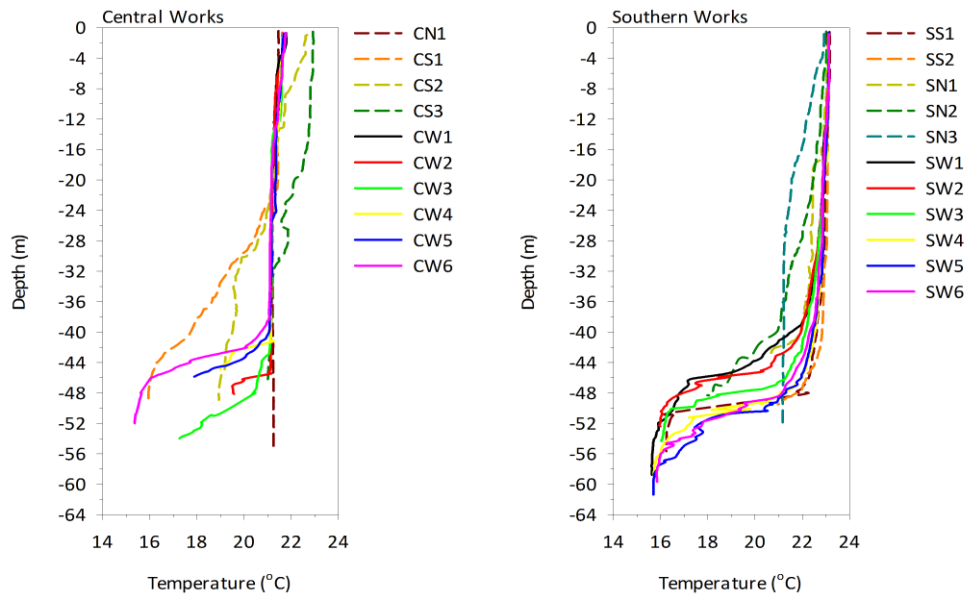 Central Works
0
-4
-8
-12
-16
-20
-24
-28
-32
-36
-40
-44
-48
-52
-56
-60
-64
Depth (m)
14 16 18 20 22 24
Temperature (°C)
CN1
CS1
CS2
CS3
CW1
CW2
CW3
CW4
CW5
CW6
Southern Works
0
-4
-8
-12
-16
-20
-24
-28
-32
-36
-40
-44
-48
-52
-56
-60
-64
Depth (m)
14 16 18 20 22 24
Temperature (°C)
SS1
SS2
SN1
SN2
SN3
SW1
SW2
SW3
SW4
SW5
SW6